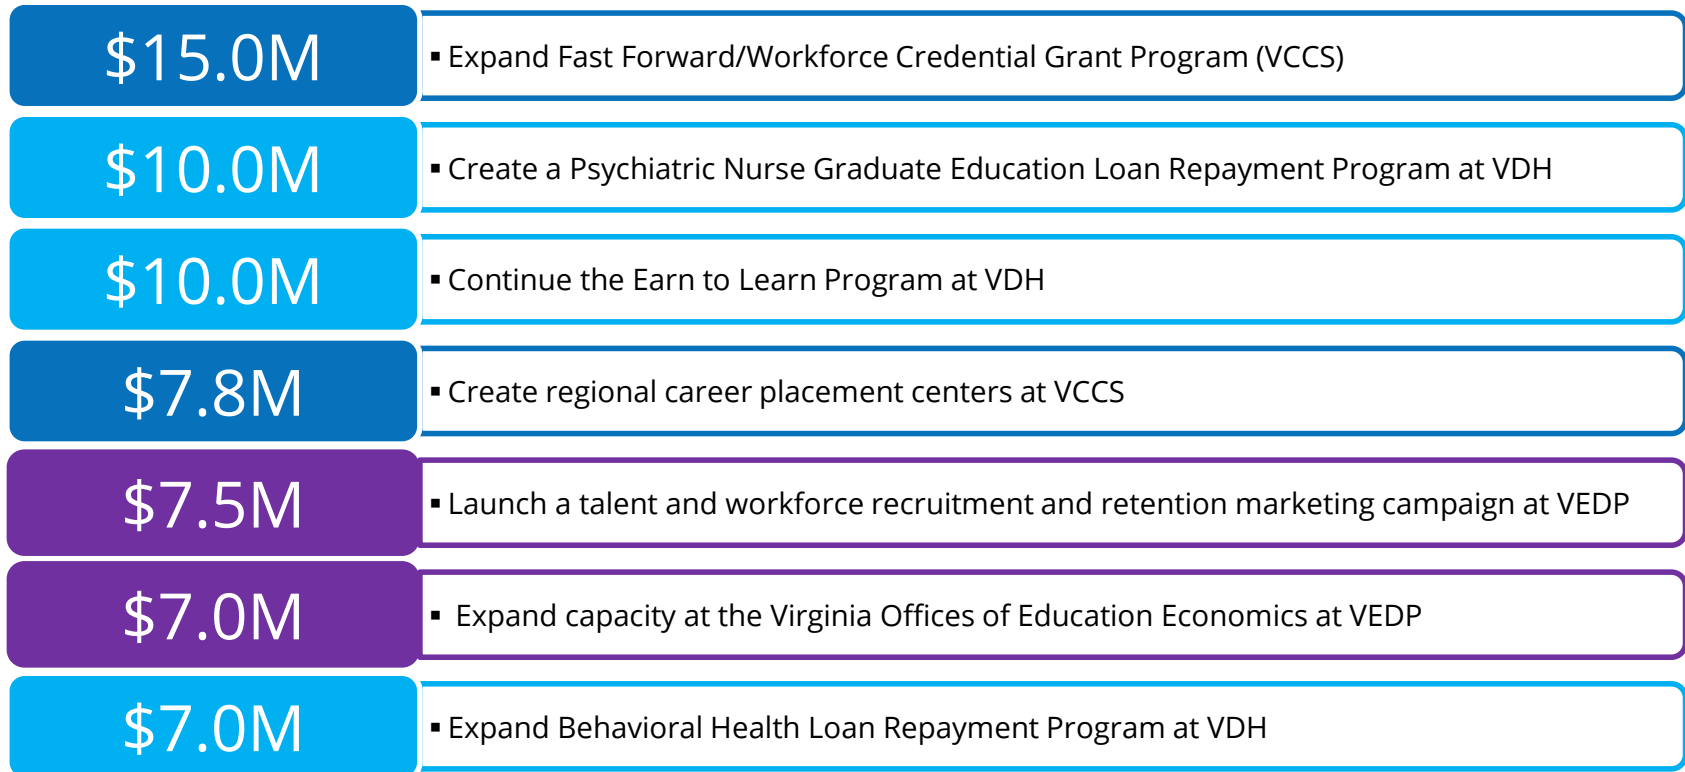 $15.0M
▪ Expand Fast Forward/Workforce Credential Grant Program (VCCS)
$10.0M
▪ Create a Psychiatric Nurse Graduate Education Loan Repayment Program at VDH
$10.0M
▪ Continue the Earn to Learn Program at VDH
$7.8M
▪ Create regional career placement centers at VCCS
$7.5M
▪ Launch a talent and workforce recruitment and retention marketing campaign at VEDP
$7.0M
▪ Expand capacity at the Virginia Offices of Education Economics at VEDP
$7.0M
▪ Expand Behavioral Health Loan Repayment Program at VDH